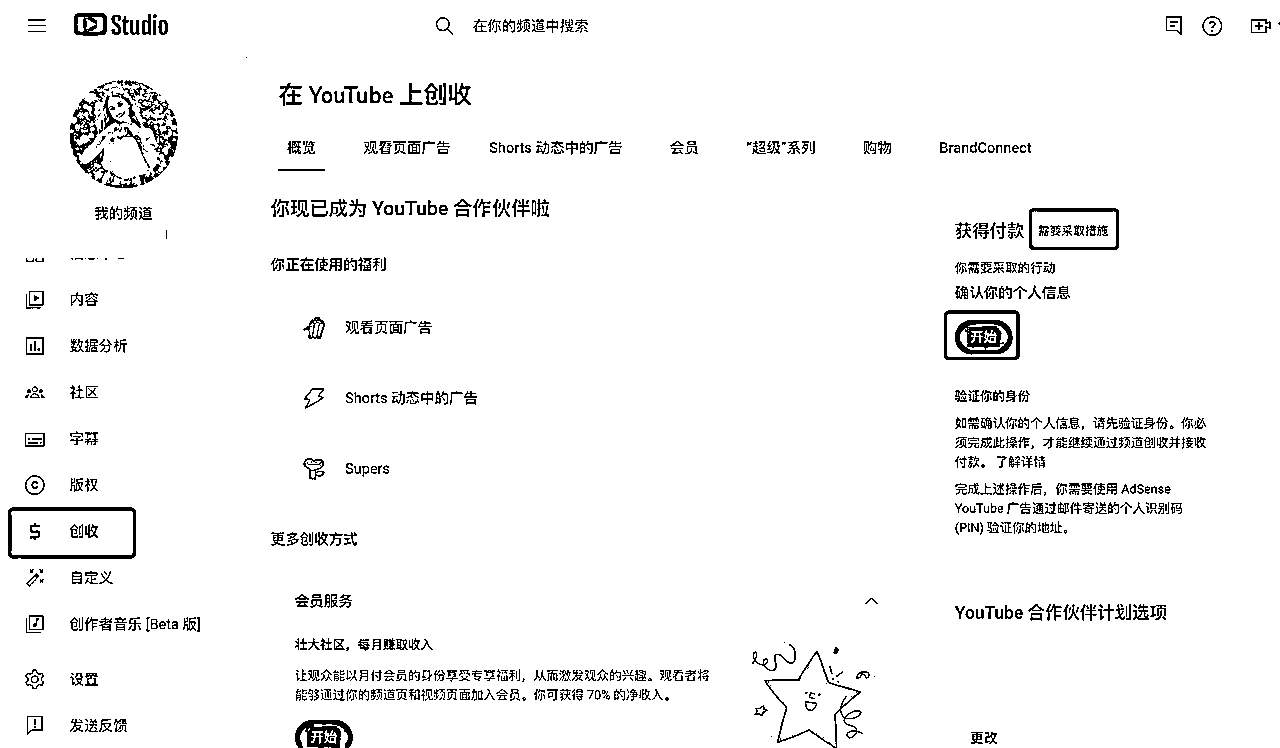 Studio
在你的频道中搜索
在 YouTube 上创收
概览 观看页面广告 Shorts 动态中的广告 会员 “超级”系列 购物 BrandConnect
我的频道
内容
数据分析
社区
字幕
版权
创收
自定义
创作者音乐 [Beta 版]
设置
发送反馈
你现已成为 YouTube 合作伙伴啦
你正在使用的福利
观看页面广告
Shorts 动态中的广告
Supers
更多创收方式
会员服务
壮大社区，每月赚取收入
让观众能以月付会员的身份享受专享福利，从而激发观众的兴趣。观看者将
能够通过你的频道页和视频页面加入会员。你可获得 70% 的净收入。
开始
获得付款 需要采取措施
你需要采取的行动
确认你的个人信息
开始
验证你的身份
如需确认你的个人信息，请先验证身份。你必
须完成此操作，才能继续通过频道创收并接收
付款。 了解详情
完成上述操作后，你需要使用 AdSense
YouTube 广告通过邮件寄送的个人识别码
(PIN) 验证你的地址。
YouTube 合作伙伴计划选项
更改